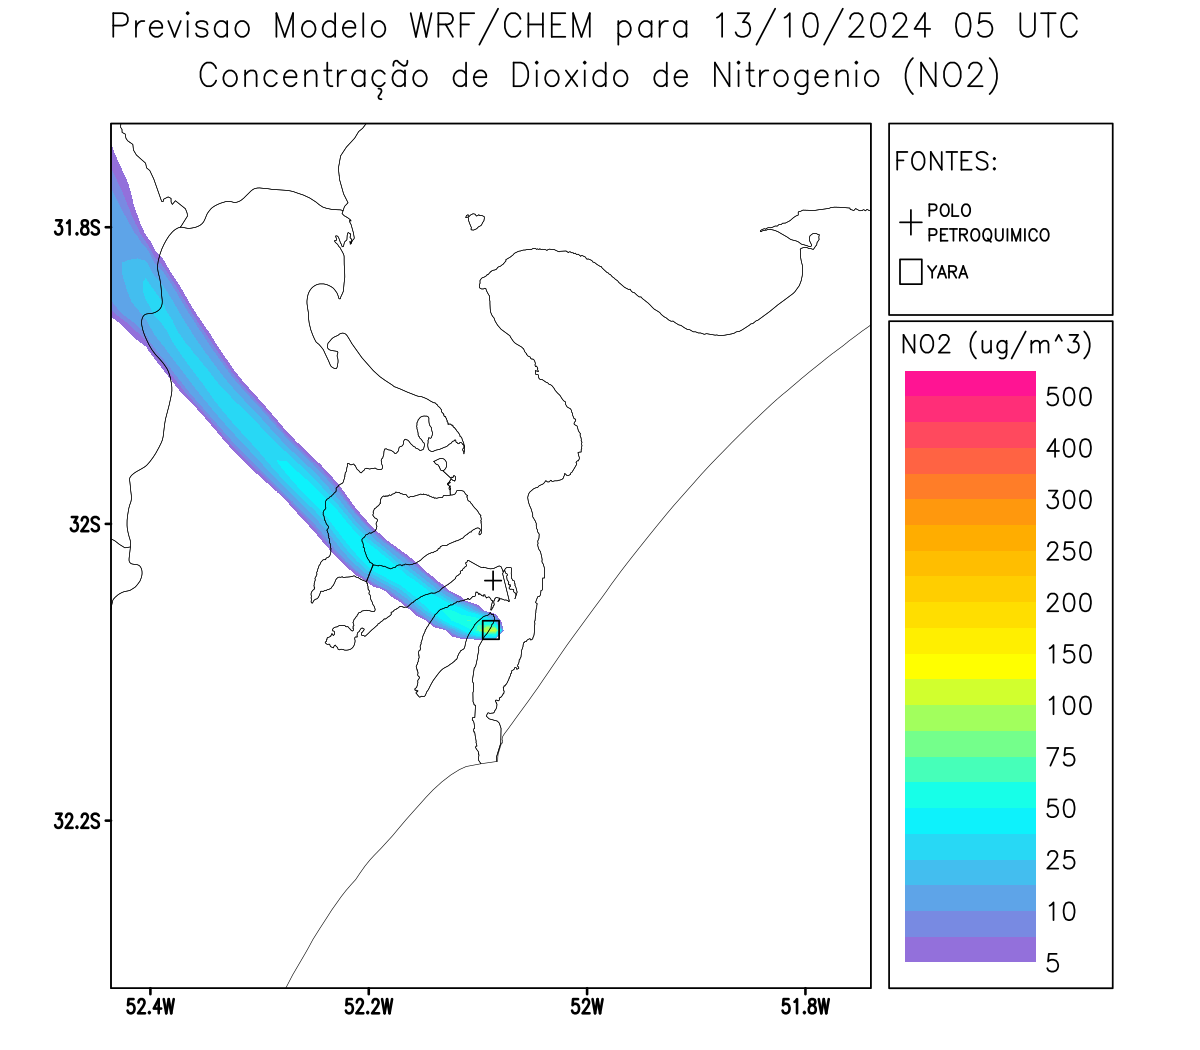 Previsao Modelo WRF/CHEM para 13/10/2024 05 UTC
Concentração de Dioxido de Nitrogenio (NO2)
FONTES:
POLO
PETROQUIMICO
YARA
NO2 (ug/m^3)
500
400
300
250
200
150
100
75
50
25
10
5
31.8S
32S
32.2S
52.4W
52.2W
52W
51.8W